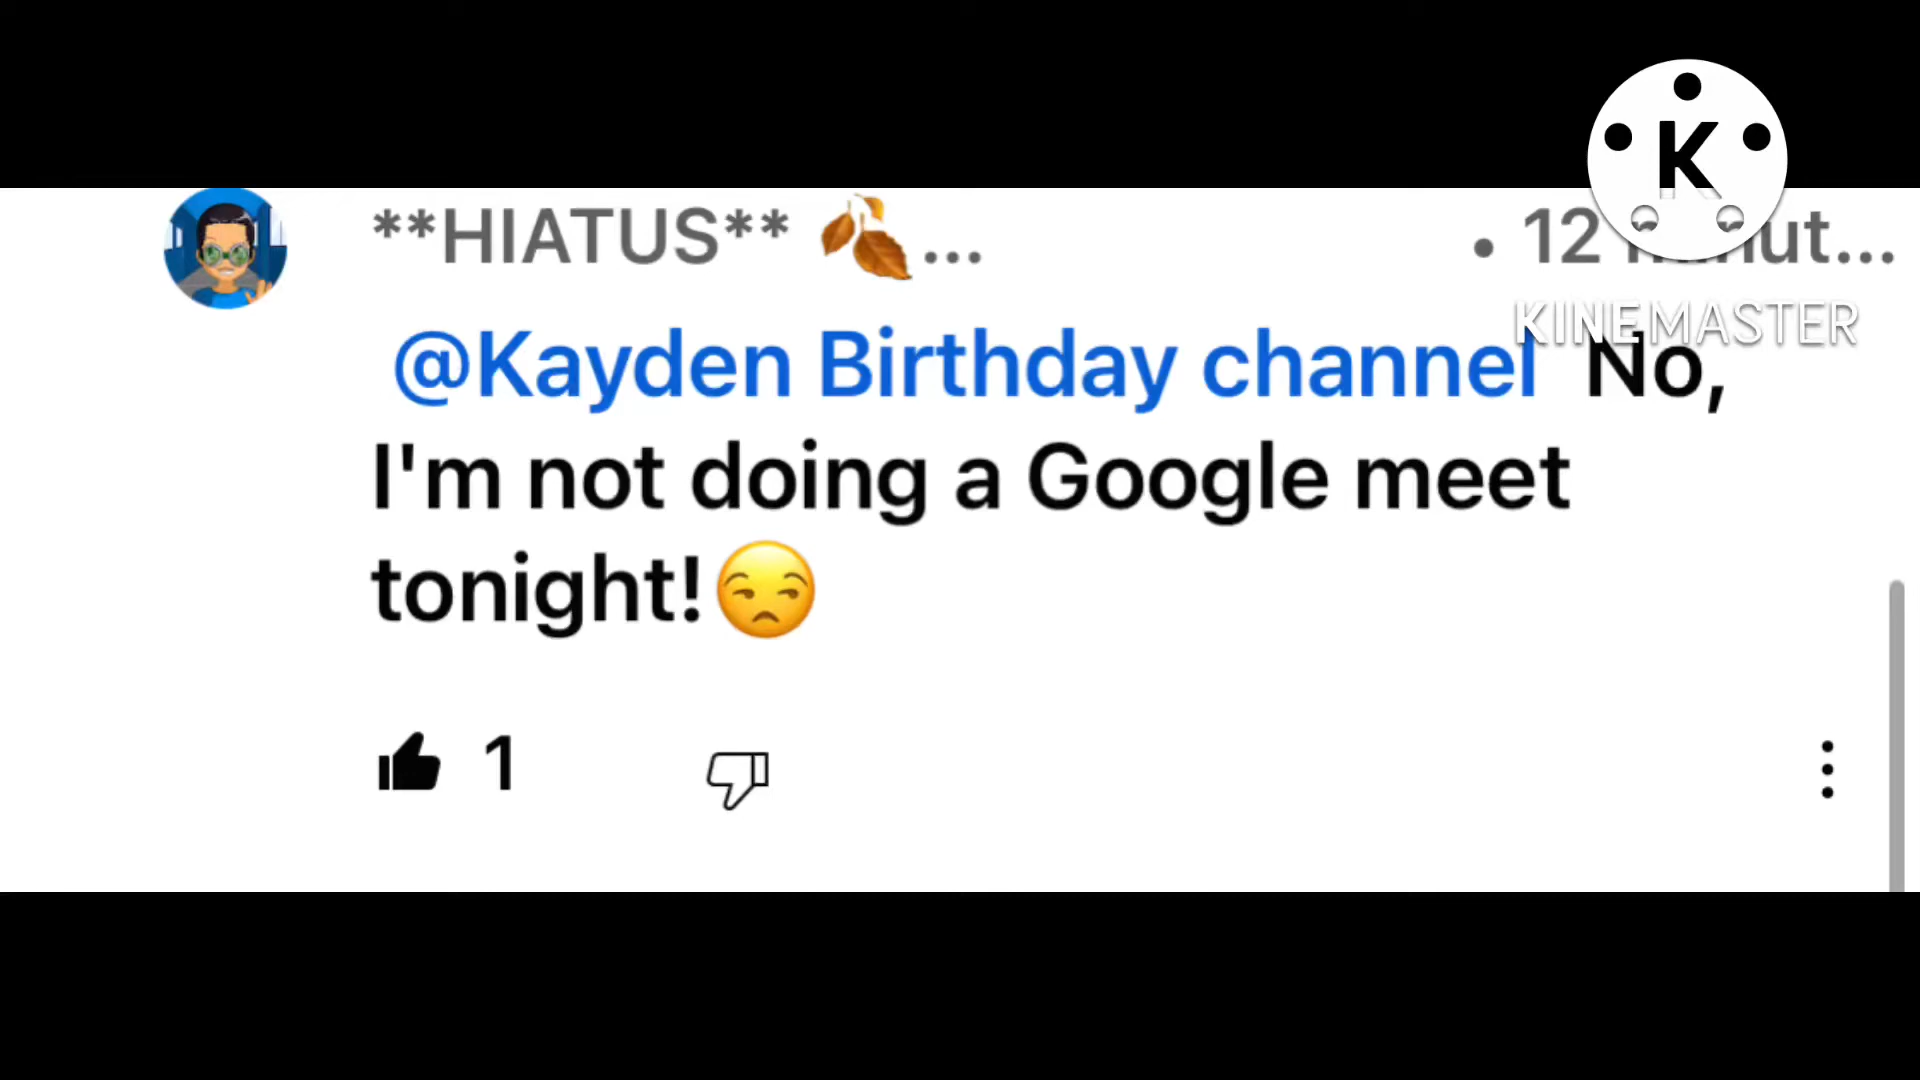 **HIATUS** 🍂... • 12 minut...
@Kayden Birthday channel No,
I'm not doing a Google meet
tonight!😒
1
K
KINEMASTER